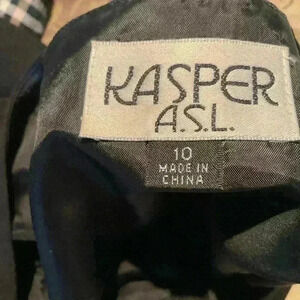 KASPER
A.S.L.
10
MADE IN
CHINA